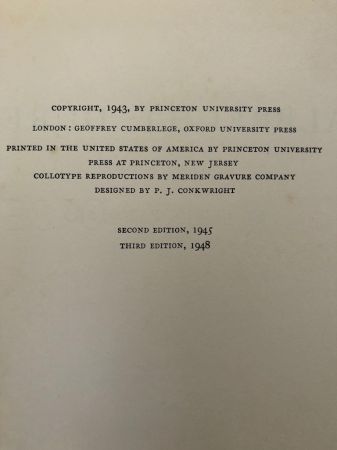 COPYRIGHT, 1943, BY PRINCETON UNIVERSITY PRESS
LONDON: GEOFFREY CUMBERLEGE, OXFORD UNIVERSITY PRESS
PRINTED IN THE UNITED STATES OF AMERICA BY PRINCETON UNIVERSITY
PRESS AT PRINCETON, NEW JERSEY
COLLOTYPE REPRODUCTIONS BY MERIDEN GRAVURE COMPANY
DESIGNED BY P. J. CONKWRIGHT
SECOND EDITION, 1945
THIRD EDITION, 1948